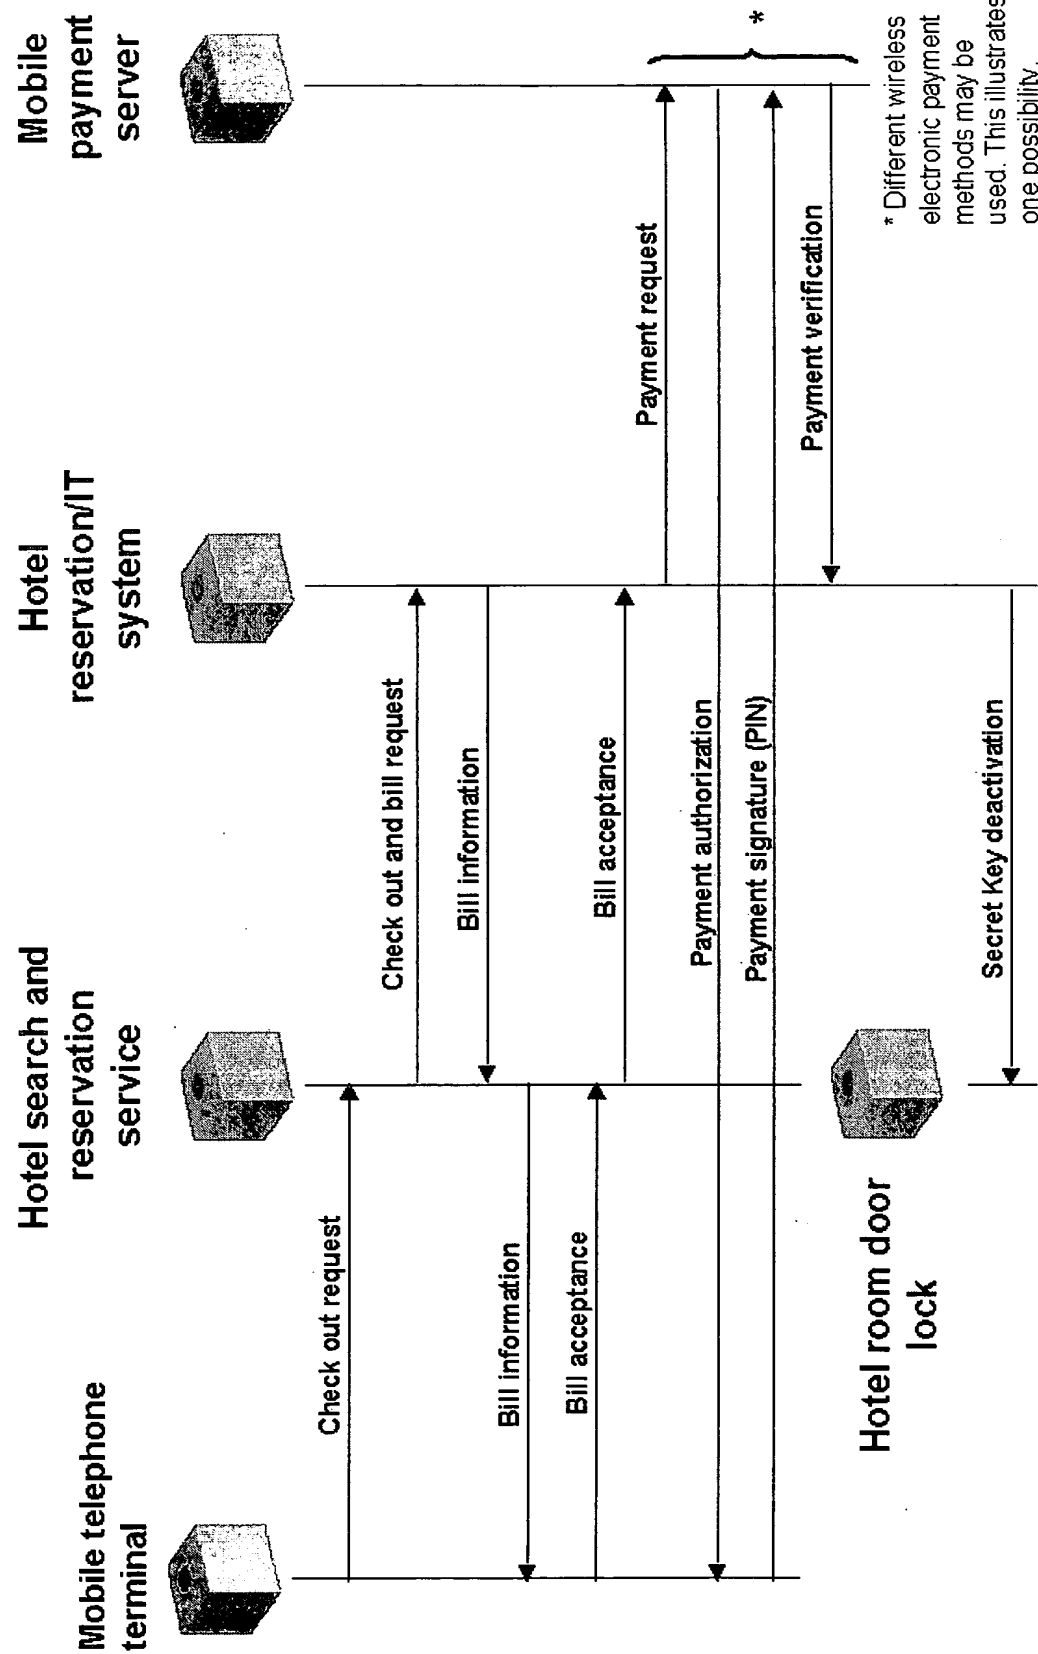 Mobile telephone
terminal
Hotel search and
reservation
service
Hotel
reservation/IT
system
Mobile
payment
server
Check out request
Check out and bill request
Bill information
Bill information
Bill acceptance
Bill acceptance
Payment request
Payment authorization
Payment signature (PIN)
Payment verification
*
Hotel room door
lock
Secret Key deactivation
* Different wireless
electronic payment
methods may be
used. This illustrates
one possibility.